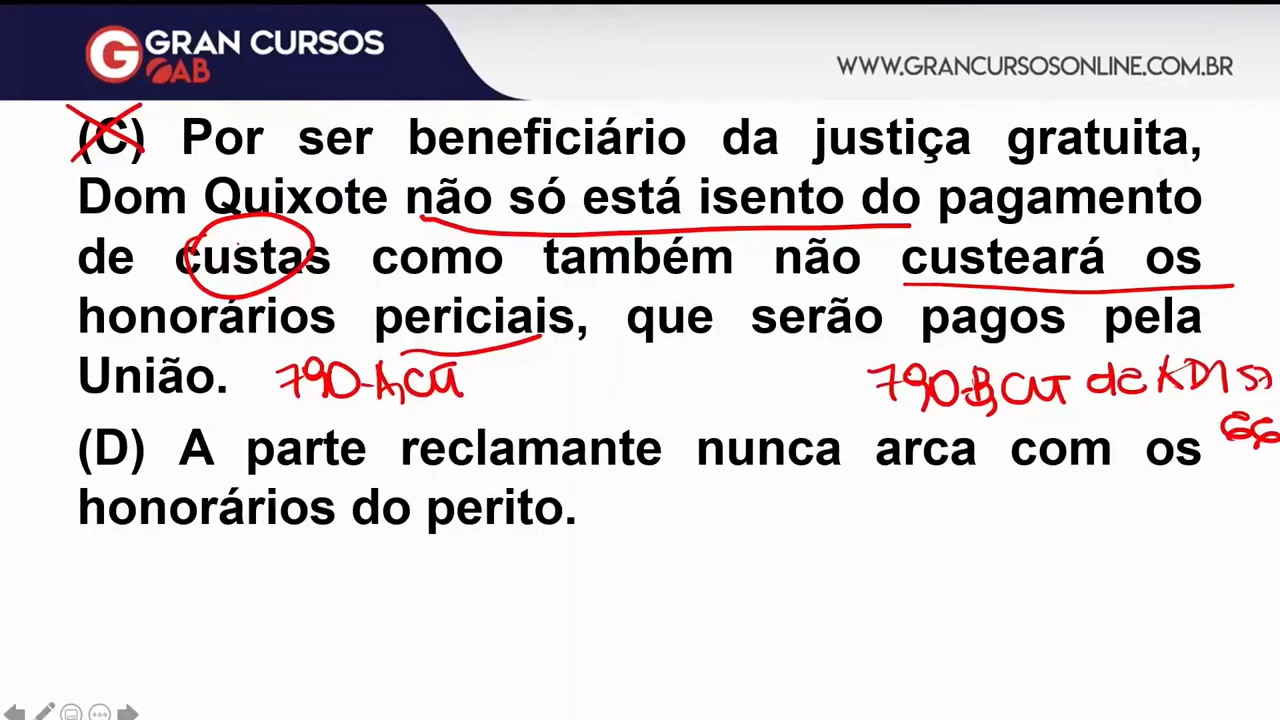 GRAN CURSOS
OAB
WWW.GRANCURSOSONLINE.COM.BR
(C) Por ser beneficiário da justiça gratuita,
Dom Quixote não só está isento do pagamento
de custas como também não custeará os
honorários periciais, que serão pagos pela
União. 790-A, CLT 790-B, CLT de
(D) A parte reclamante nunca arca com os
honorários do perito.